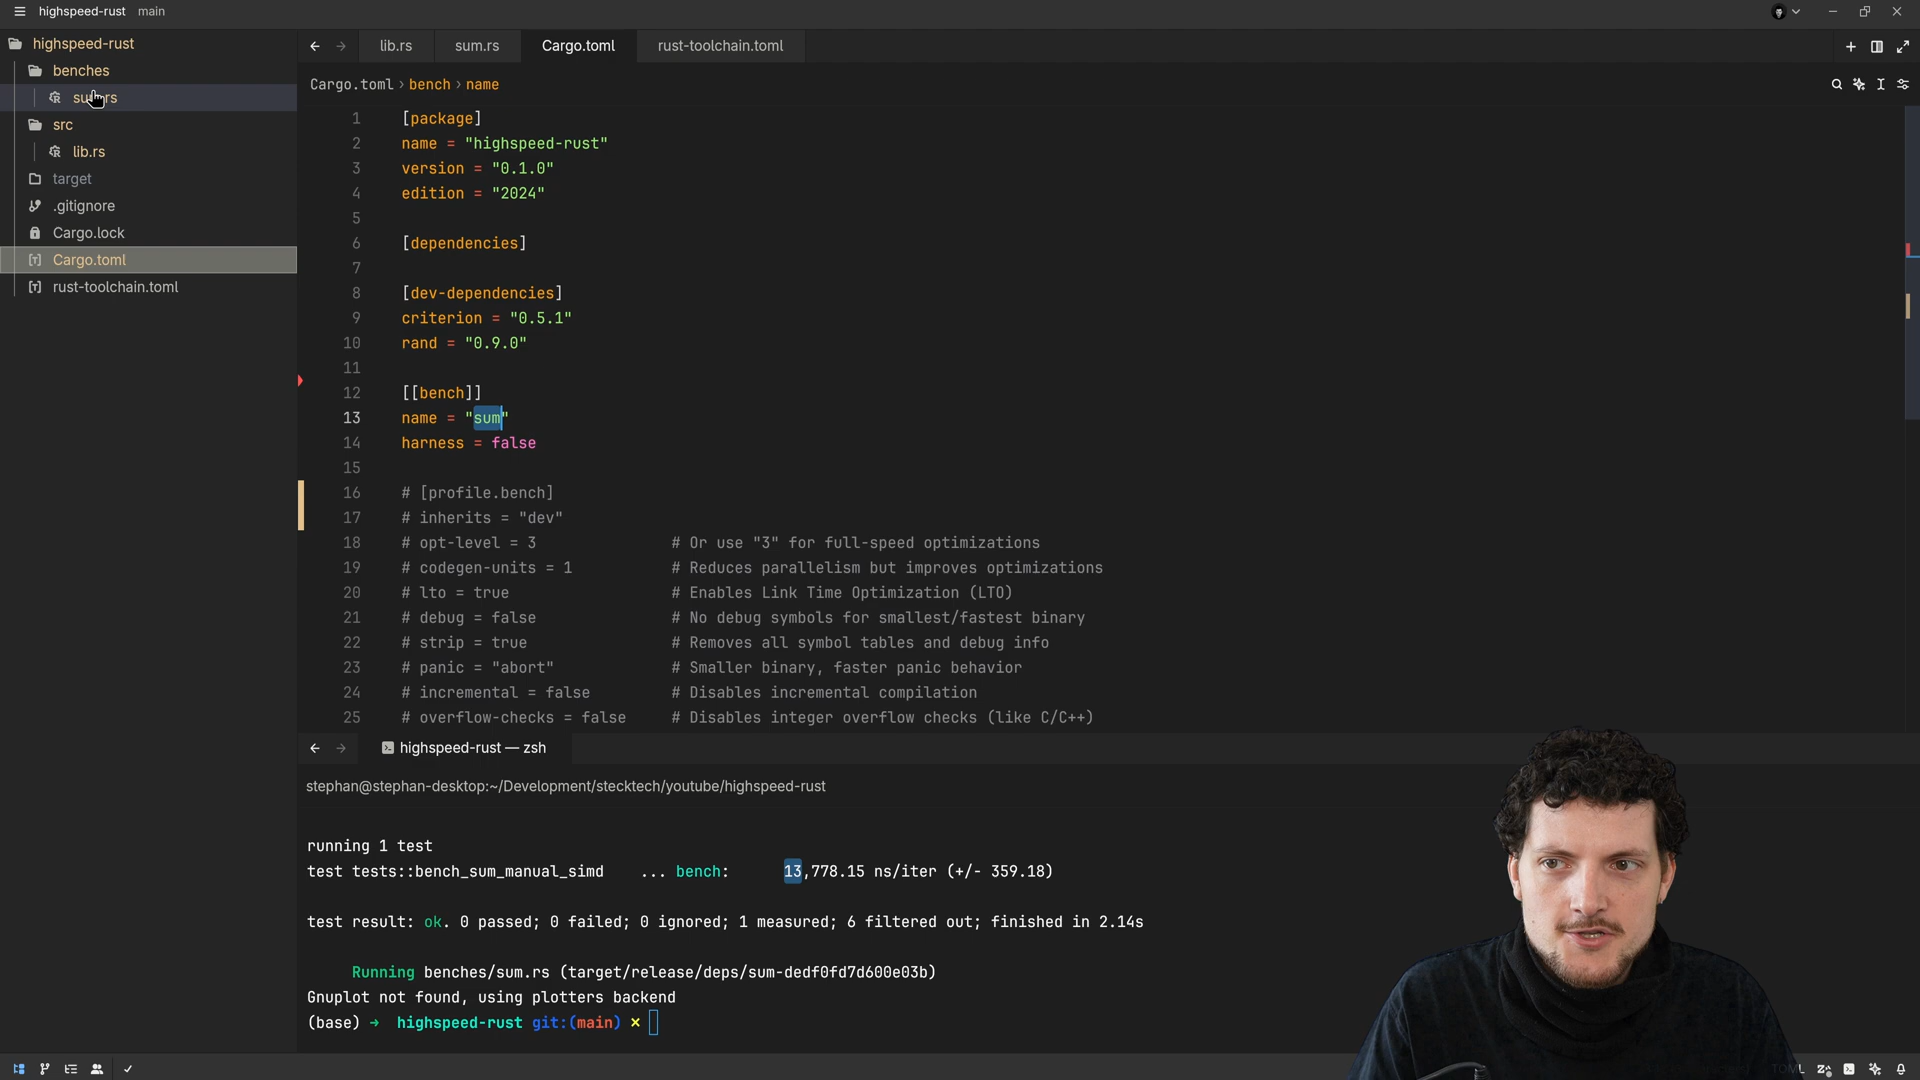 highspeed-rust main
highspeed-rust
benches
src
lib.rs
target
.gitignore
Cargo.lock
Cargo.toml
rust-toolchain.toml
lib.rs
sum.rs
Cargo.toml
rust-toolchain.toml
Cargo.toml › bench › name
1 [package]
2 name = "highspeed-rust"
3 version = "0.1.0"
4 edition = "2024"
5
6 [dependencies]
7
8 [dev-dependencies]
9 criterion = "0.5.1"
10 rand = "0.9.0"
11
12 [[bench]]
13 name = "sum"
14 harness = false
15
16 # [profile.bench]
17 # inherits = "dev"
18 # opt-level = 3 # Or use "3" for full-speed optimizations
19 # codegen-units = 1 # Reduces parallelism but improves optimizations
20 # lto = true # Enables Link Time Optimization (LTO)
21 # debug = false # No debug symbols for smallest/fastest binary
22 # strip = true # Removes all symbol tables and debug info
23 # panic = "abort" # Smaller binary, faster panic behavior
24 # incremental = false # Disables incremental compilation
25 # overflow-checks = false # Disables integer overflow checks (like C/C++)
highspeed-rust — zsh
stephan@stephan-desktop:~/Development/stecktech/youtube/highspeed-rust
running 1 test
test tests::bench_sum_manual_simd ... bench: 13,778.15 ns/iter (+/- 359.18)
test result: ok. 0 passed; 0 failed; 0 ignored; 1 measured; 6 filtered out; finished in 2.14s
Running benches/sum.rs (target/release/deps/sum-dedf0fd7d600e03b)
Gnuplot not found, using plotters backend
(base) → highspeed-rust git:(main) ×
TOML